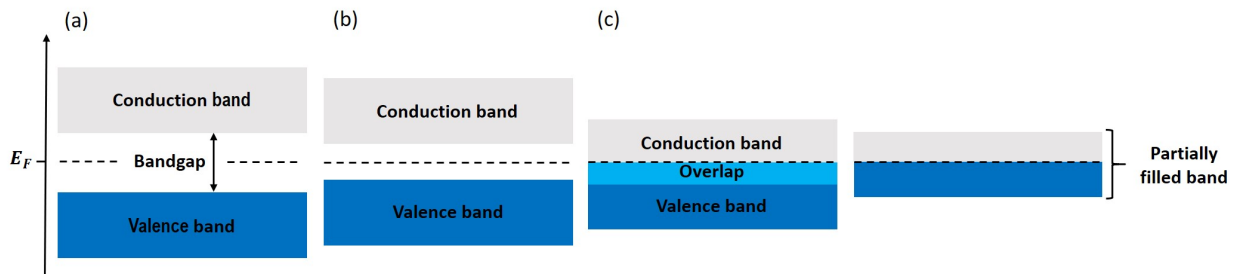 (a)
(b)
(c)
Conduction band
Conduction band
Conduction band
E_F
Bandgap
Overlap
Valence band
Valence band
Valence band
Partially
filled band